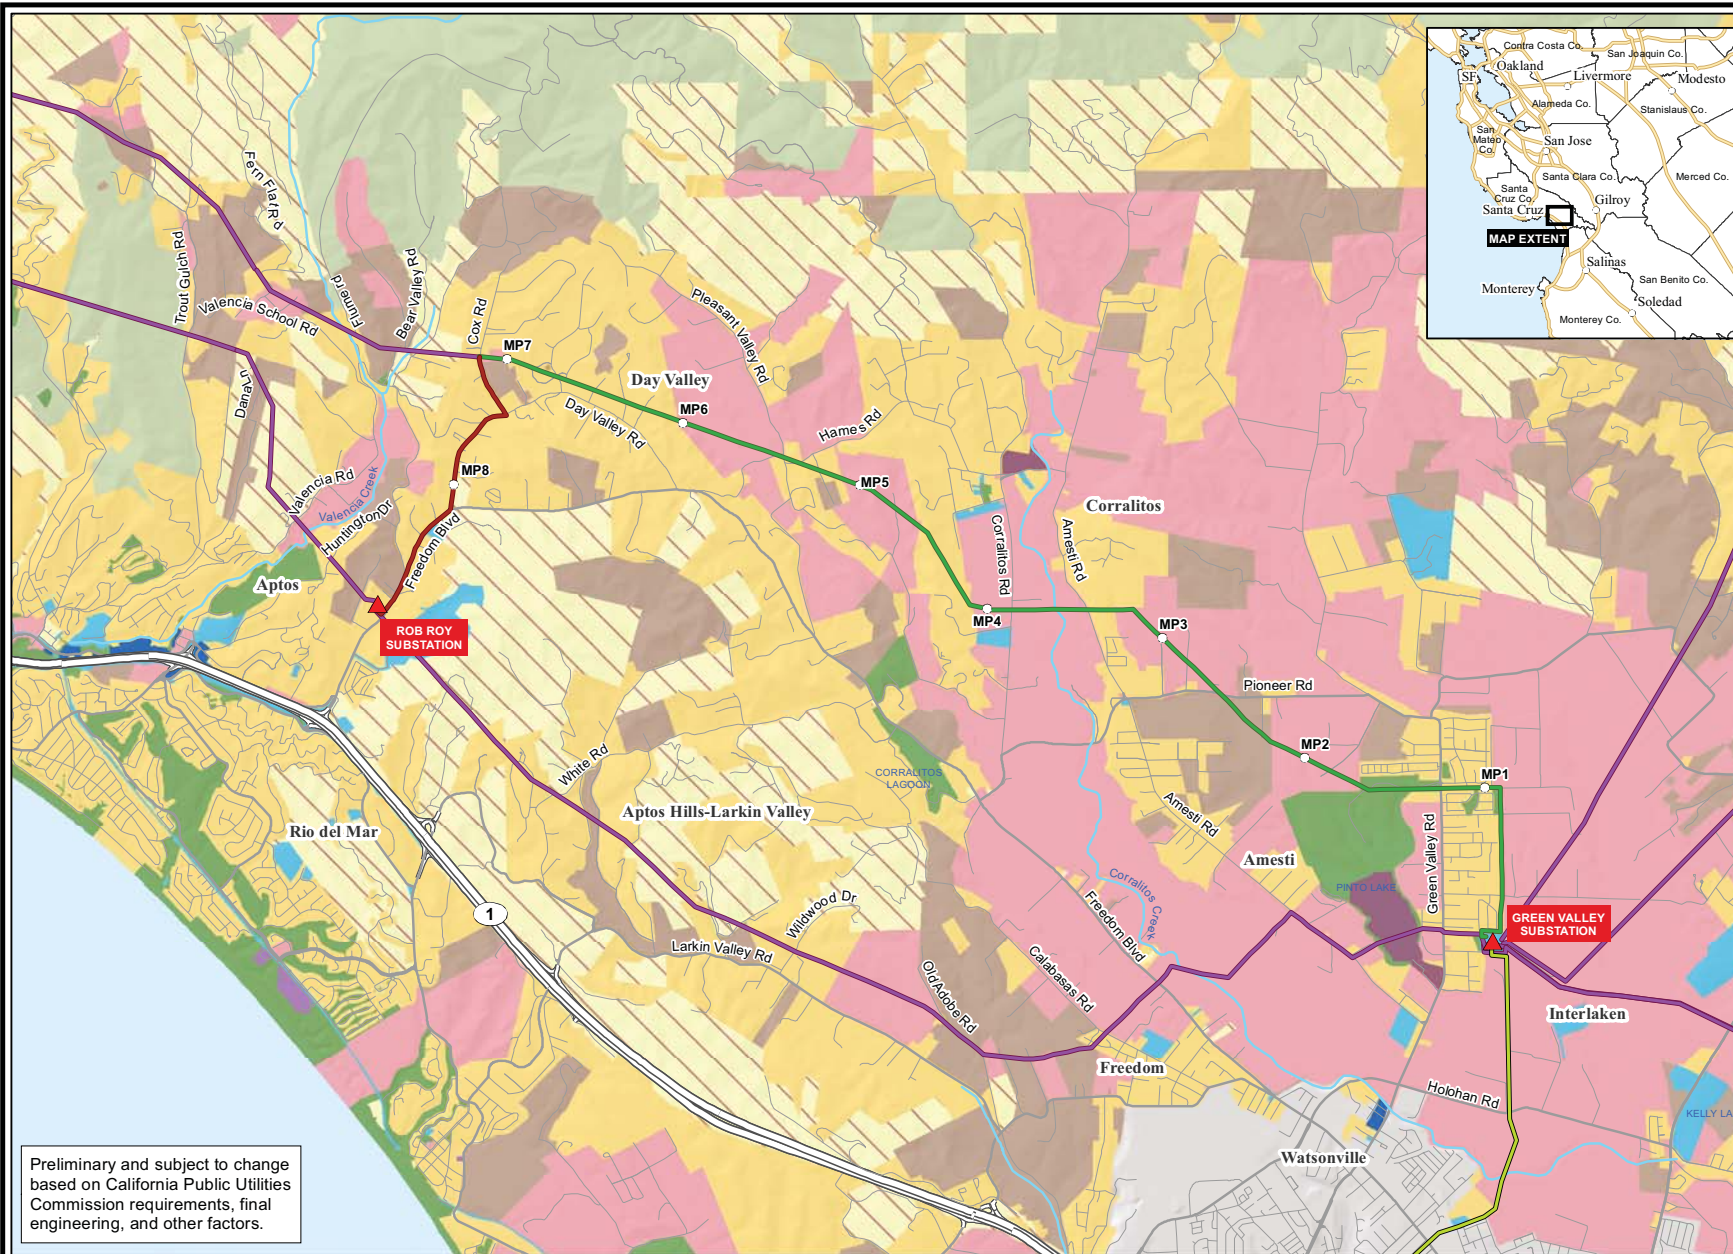 Contra Costa Co.
San Joaquin Co.
SF
Oakland
Livermore
Modesto
Alameda Co.
Stanislaus Co.
San
Mateo
Co.
San Jose
Santa Clara Co.
Merced Co.
Santa
Cruz Co.
Santa Cruz
Gilroy
MAP EXTENT
Salinas
San Benito Co.
Monterey
Soledad
Monterey Co.
Fern Flat Rd
Trout Gulch Rd
Valencia School Rd
Flume rd
Bear Valley Rd
Cox Rd
MP7
Pleasant Valley Rd
Day Valley
MP6
Day Valley Rd
Hames Rd
Dana Ln
MP8
MP5
Valencia Rd
Valencia Creek
Huntington Dr
Freedom Blvd
Corralitos
Corralitos Rd
Amesti Rd
Aptos
MP4
MP3
ROB ROY
SUBSTATION
Pioneer Rd
MP2
MP1
White Rd
CORRALITOS
LAGOON
Aptos Hills-Larkin Valley
Rio del Mar
Amesti Rd
Amesti
Green Valley Rd
PINTO LAKE
Corralitos Creek
1
Wildwood Dr
Larkin Valley Rd
Freedom Blvd
GREEN VALLEY
SUBSTATION
Old Adobe Rd
Calabasas Rd
Interlaken
Freedom
Holohan Rd
KELLY LA
Watsonville
Preliminary and subject to change
based on California Public Utilities
Commission requirements, final
engineering, and other factors.